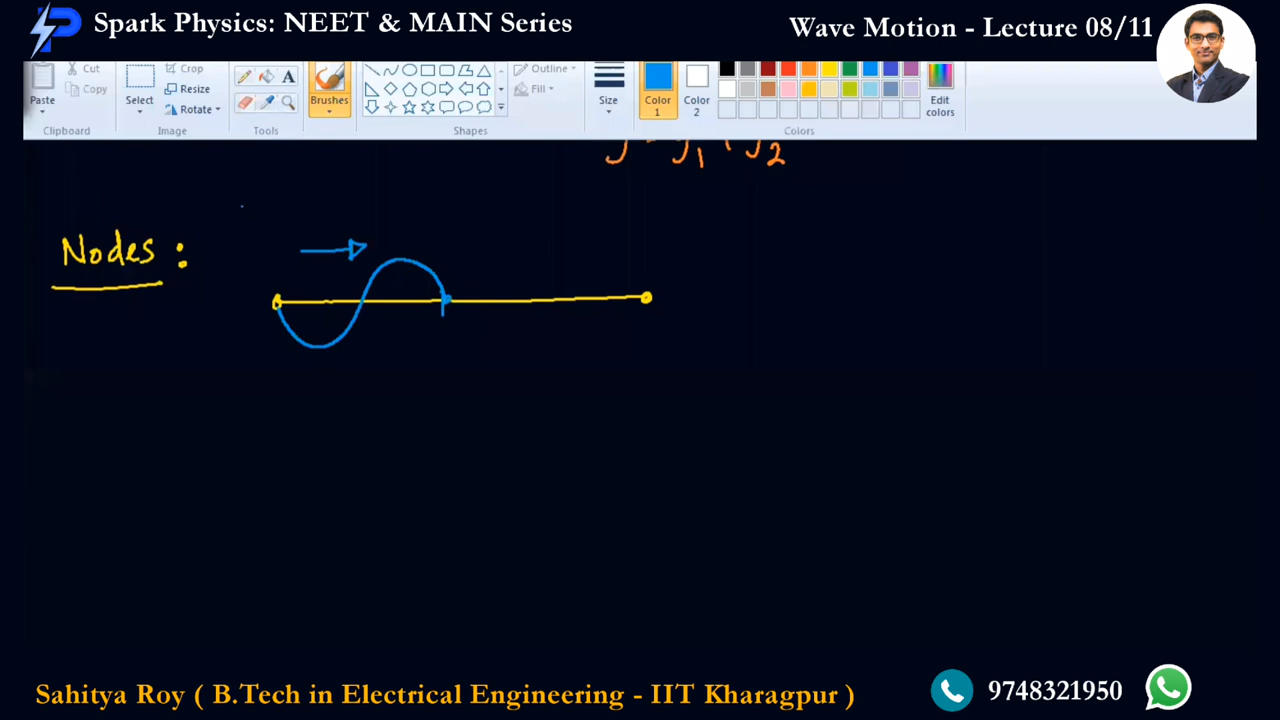 Spark Physics: NEET & MAIN Series
Wave Motion - Lecture 08/11
Paste
Cut
Copy
Clipboard
Select
Crop
Resize
Rotate
Image
A
Tools
Brushes
Shapes
Outline
Fill
Size
Color 1
Color 2
Edit colors
Colors
y = y₁ + y₂
Nodes :
Sahitya Roy ( B.Tech in Electrical Engineering - IIT Kharagpur )
9748321950